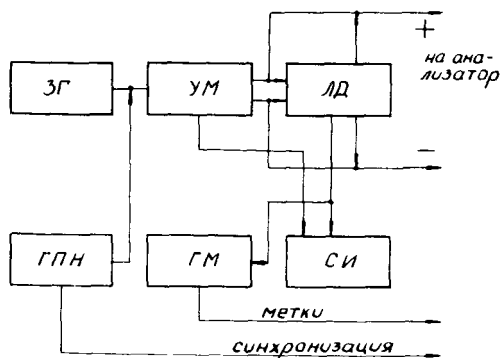 +
на ана-
лизатор
ЗГ
УМ
ЛД
−
ГПН
ГМ
СИ
метки
синхронизация